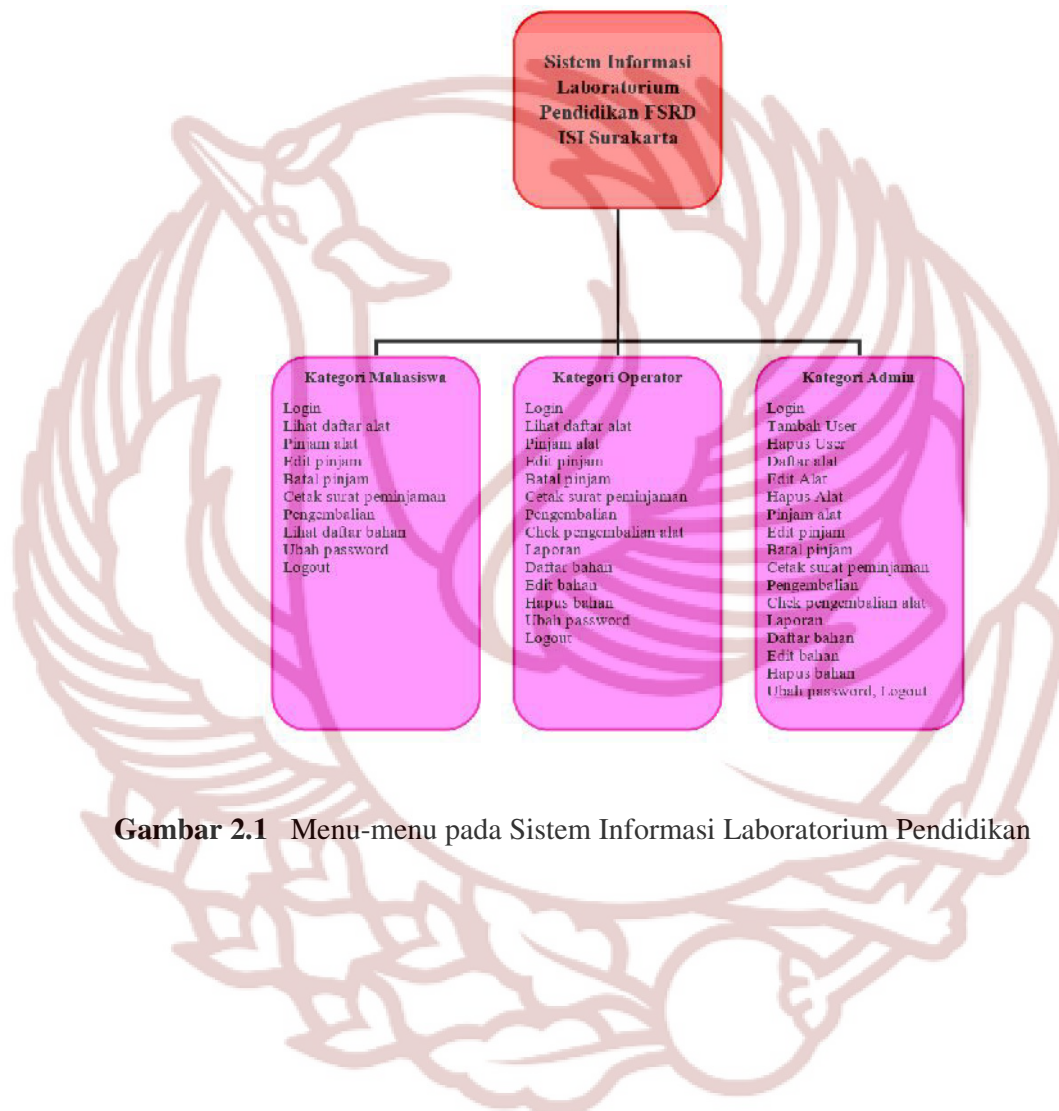 Sistem Informasi
Laboratorium
Pendidikan FSRD
ISI Surakarta
Kategori Mahasiswa
Login
Lihat daftar alat
Pinjam alat
Edit pinjam
Batal pinjam
Cetak surat peminjaman
Pengembalian
Lihat daftar bahan
Ubah password
Logout
Kategori Operator
Login
Lihat daftar alat
Pinjam alat
Edit pinjam
Batal pinjam
Cetak surat peminjaman
Pengembalian
Chek pengembalian alat
Laporan
Daftar bahan
Edit bahan
Hapus bahan
Ubah password
Logout
Kategori Admin
Login
Tambah User
Hapus User
Daftar alat
Edit Alat
Hapus Alat
Pinjam alat
Edit pinjam
Batal pinjam
Cetak surat peminjaman
Pengembalian
Chek pengembalian alat
Laporan
Daftar bahan
Edit bahan
Hapus bahan
Ubah password, Logout
Gambar 2.1 Menu-menu pada Sistem Informasi Laboratorium Pendidikan